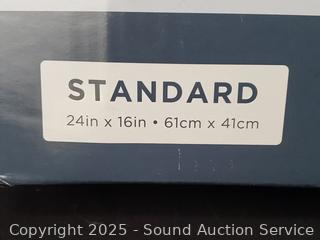 STANDARD
24in x 16in • 61cm x 41cm
Copyright 2025 - Sound Auction Service